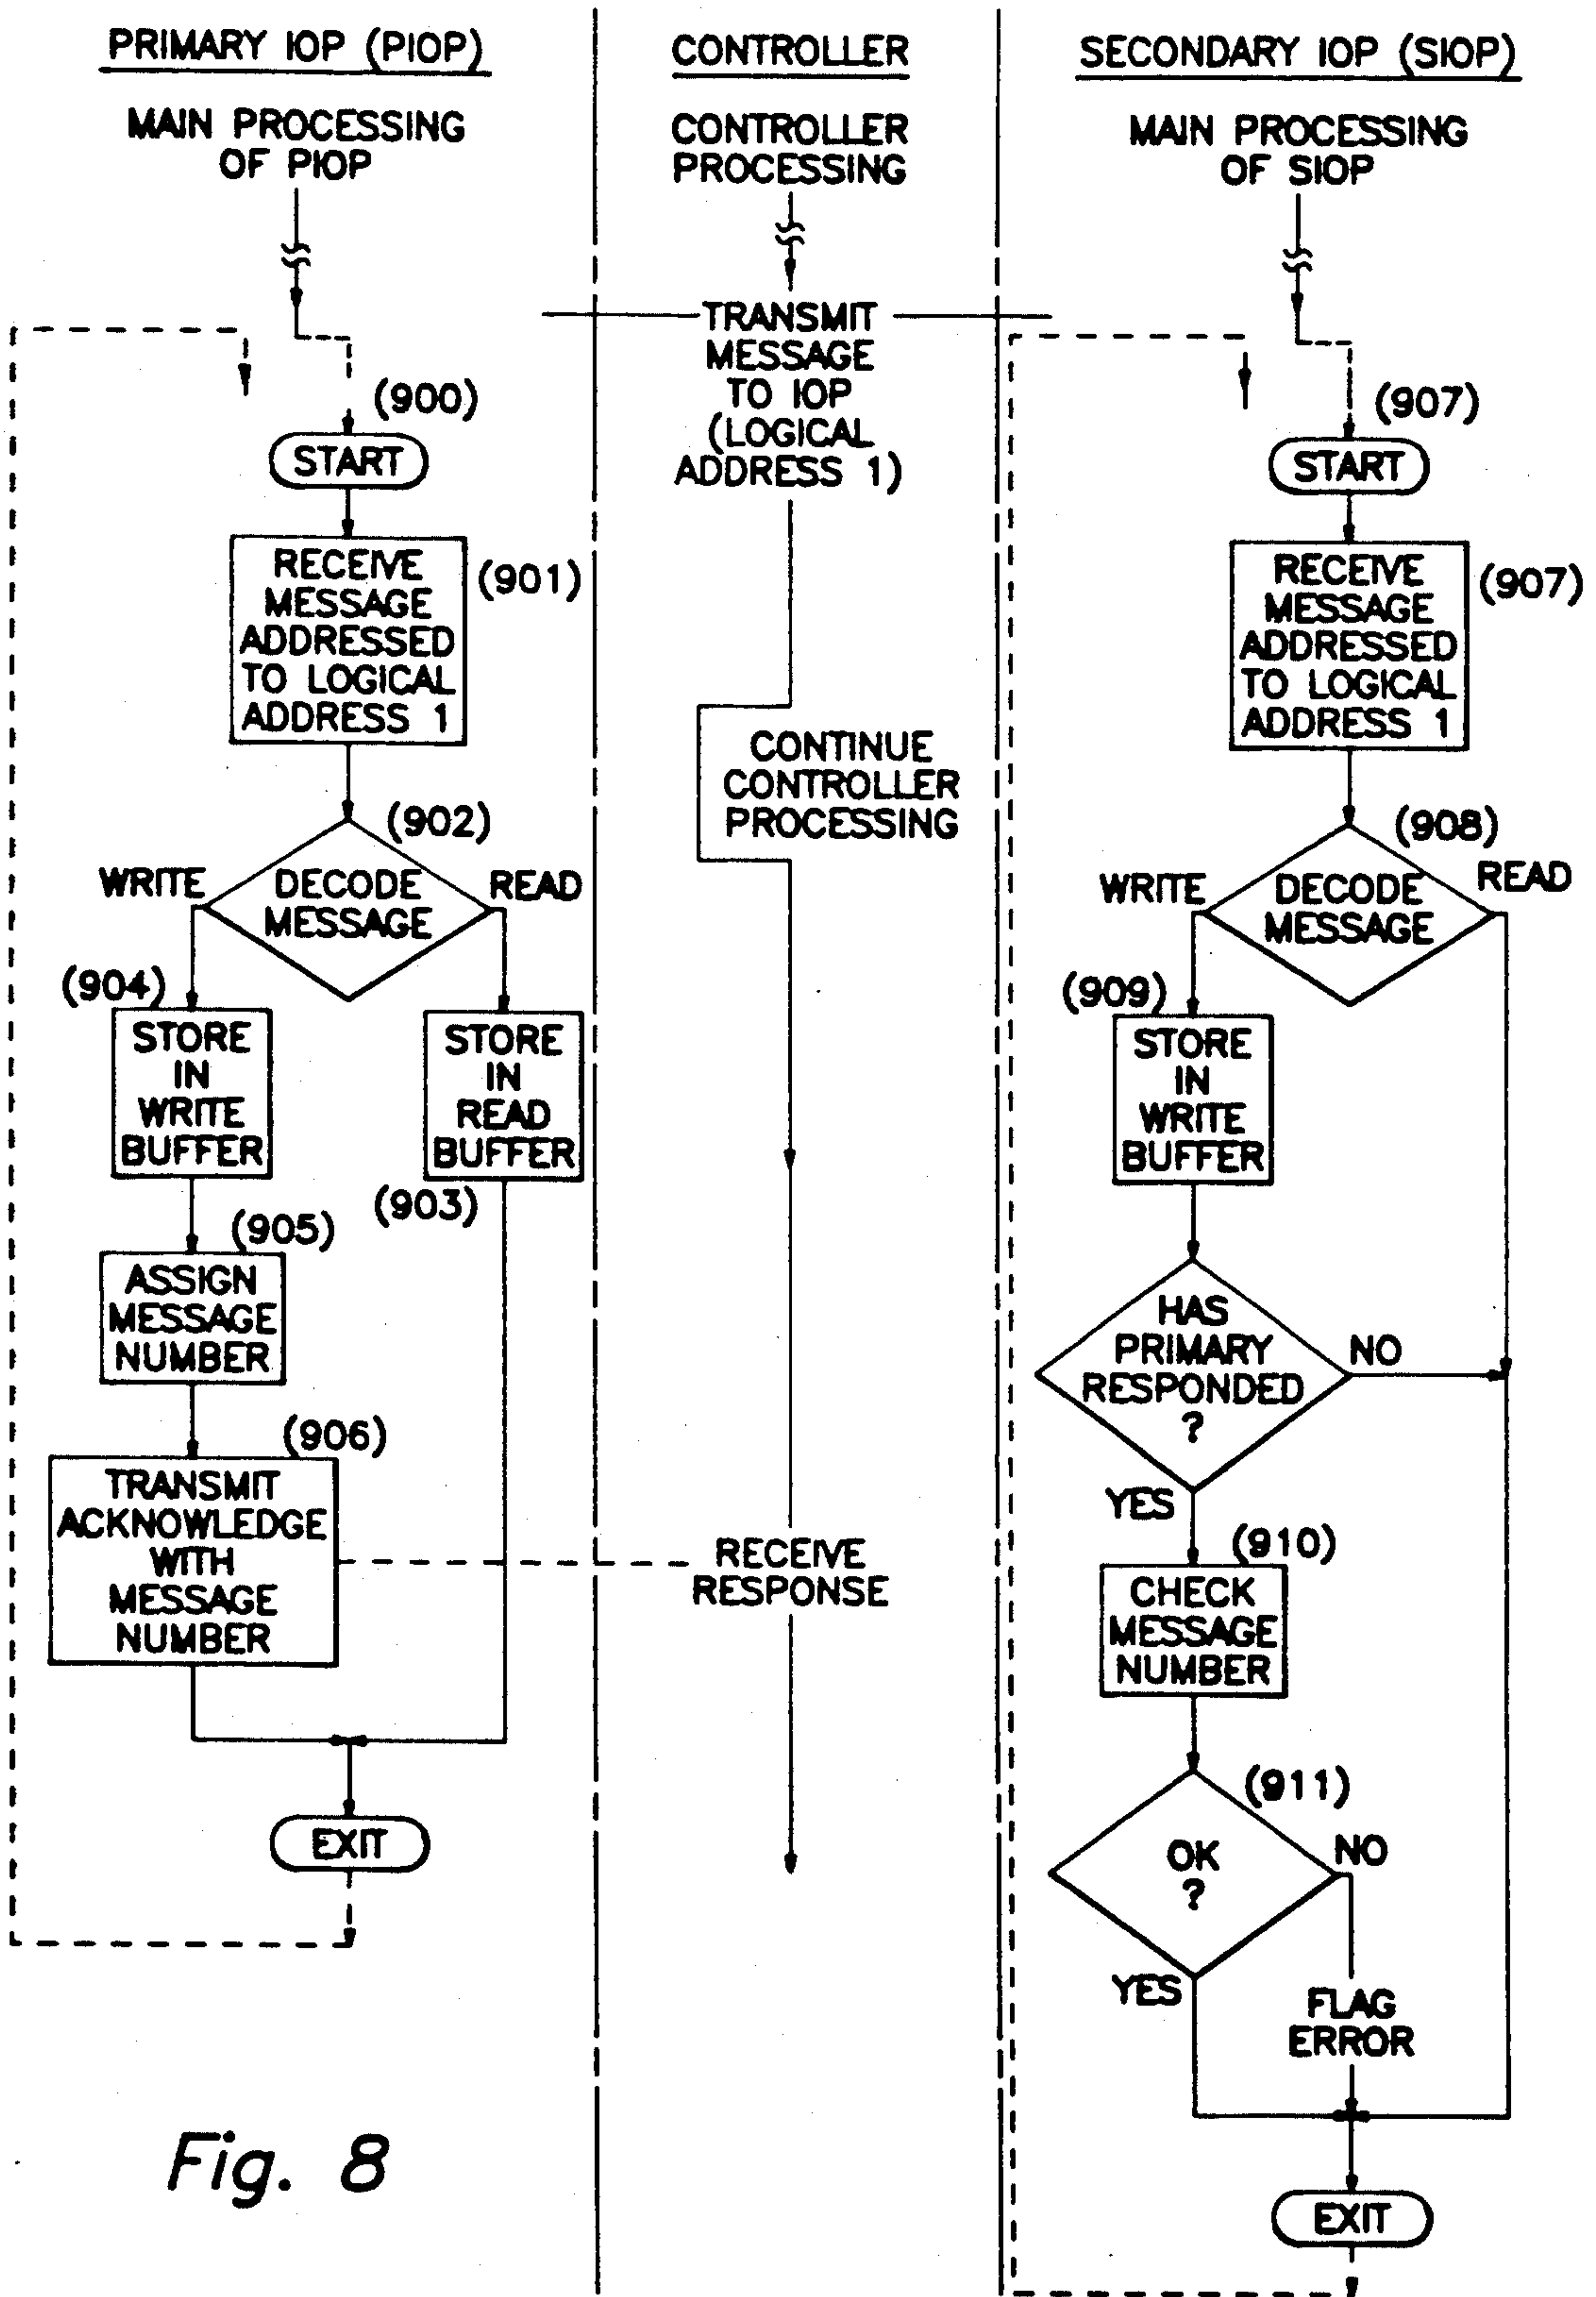 PRIMARY IOP (PIOP)
MAIN PROCESSING
OF PIOP
(900)
START
RECEIVE
MESSAGE
ADDRESSED
TO LOGICAL
ADDRESS 1
(901)
(902)
WRITE
DECODE
MESSAGE
READ
(904)
STORE
IN
WRITE
BUFFER
STORE
IN
READ
BUFFER
(903)
(905)
ASSIGN
MESSAGE
NUMBER
(906)
TRANSMIT
ACKNOWLEDGE
WITH
MESSAGE
NUMBER
EXIT
CONTROLLER
CONTROLLER
PROCESSING
TRANSMIT
MESSAGE
TO IOP
(LOGICAL
ADDRESS 1)
CONTINUE
CONTROLLER
PROCESSING
RECEIVE
RESPONSE
SECONDARY IOP (SIOP)
MAIN PROCESSING
OF SIOP
(907)
START
RECEIVE
MESSAGE
ADDRESSED
TO LOGICAL
ADDRESS 1
(907)
(908)
WRITE
DECODE
MESSAGE
READ
(909)
STORE
IN
WRITE
BUFFER
HAS
PRIMARY
RESPONDED
?
NO
YES
(910)
CHECK
MESSAGE
NUMBER
(911)
OK
?
NO
YES
FLAG
ERROR
EXIT
Fig. 8